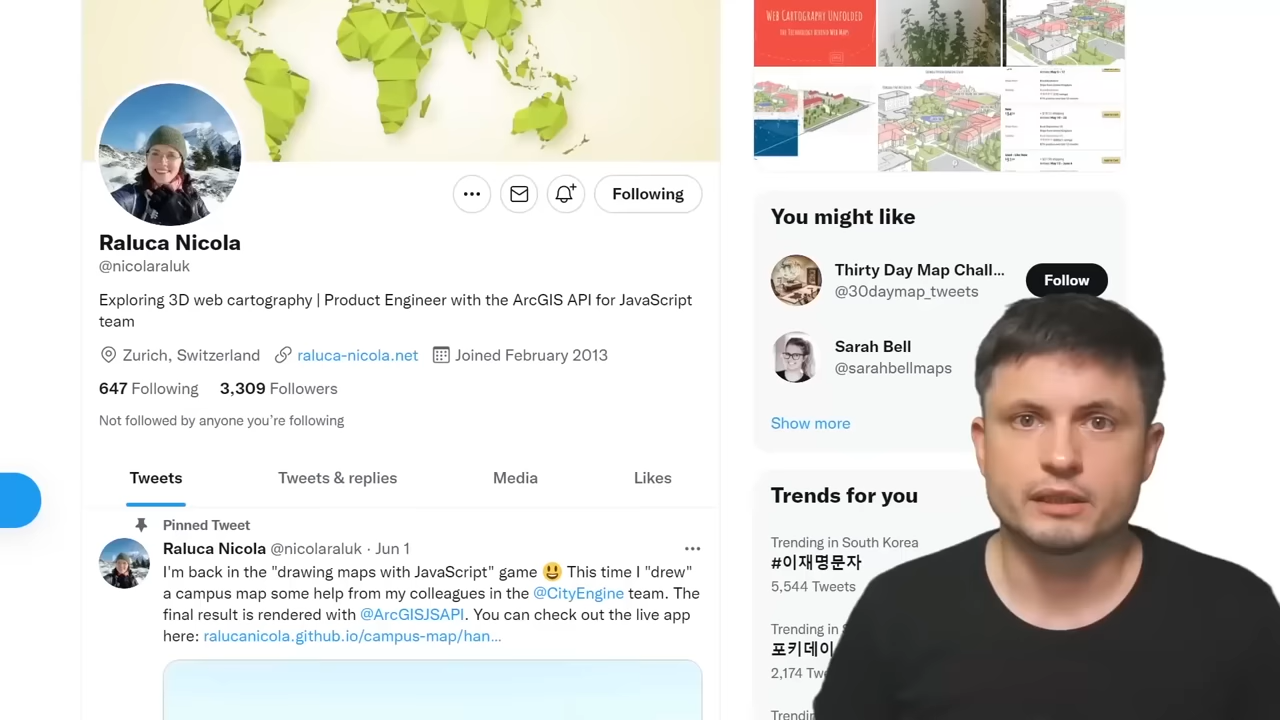 WEB CARTOGRAPHY UNFOLDED
THE TECHNOLOGY BEHIND WEB MAPS
Following
Raluca Nicola
@nicolaraluk
Exploring 3D web cartography | Product Engineer with the ArcGIS API for JavaScript
team
Zurich, Switzerland raluca-nicola.net Joined February 2013
647 Following 3,309 Followers
Not followed by anyone you’re following
Tweets Tweets & replies Media Likes
Pinned Tweet
Raluca Nicola @nicolaraluk · Jun 1
I'm back in the "drawing maps with JavaScript" game 😃 This time I "drew"
a campus map some help from my colleagues in the @CityEngine team. The
final result is rendered with @ArcGISJSAPI. You can check out the live app
here: ralucanicola.github.io/campus-map/han…
You might like
Thirty Day Map Chall...
@30daymap_tweets
Follow
Sarah Bell
@sarahbellmaps
Show more
Trends for you
Trending in South Korea
#이재명문자
5,544 Tweets
Trending in
포키데이
2,174